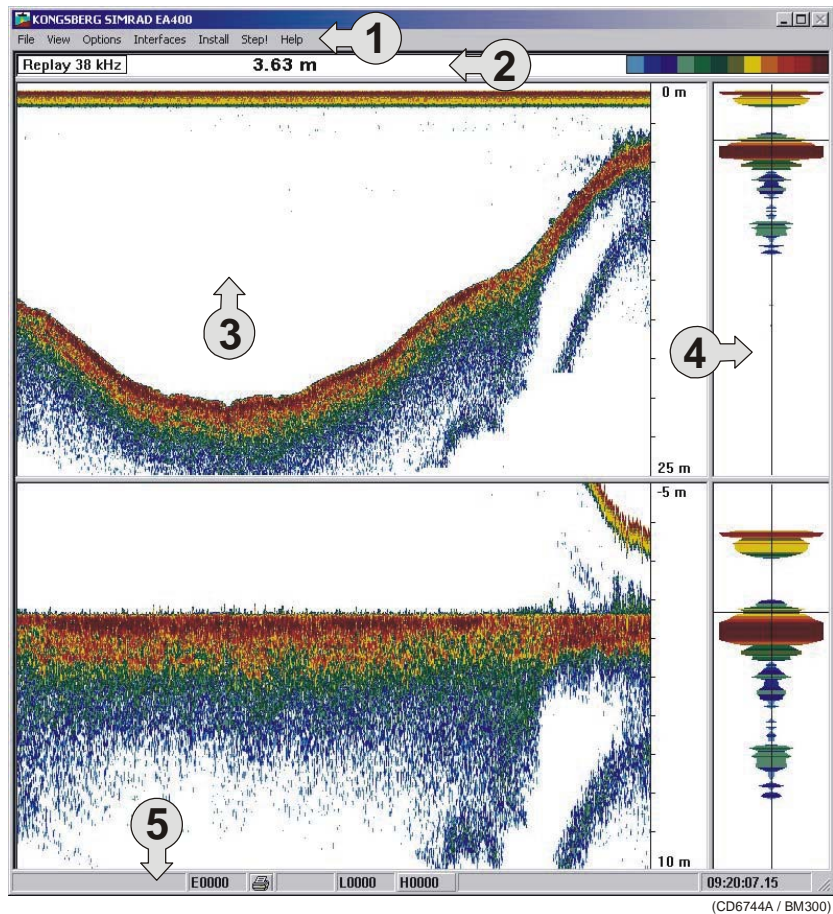 KONGSBERG SIMRAD EA400
File View Options Interfaces Install Step! Help
1
Replay 38 kHz 3.63 m
2
0 m
3
4
25 m
-5 m
5
10 m
E0000 L0000 H0000 09:20:07.15
(CD6744A / BM300)